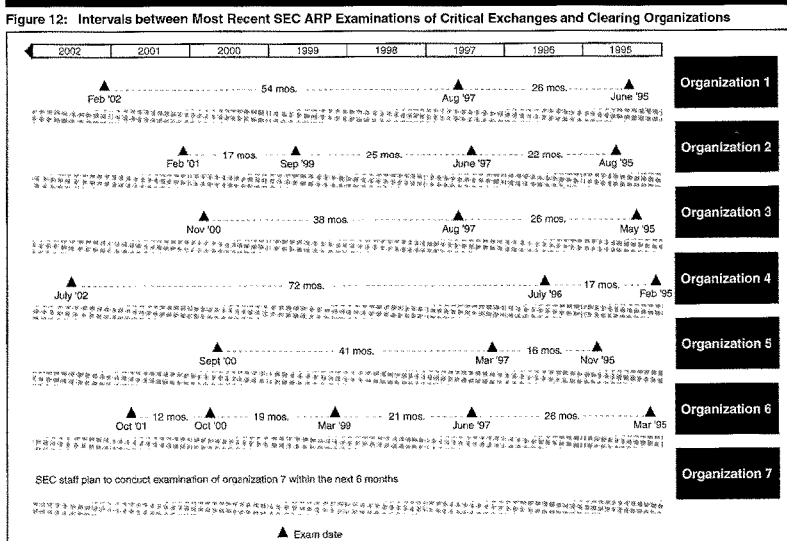 Figure 12: Intervals between Most Recent SEC ARP Examinations of Critical Exchanges and Clearing Organizations
2002 2001 2000 1999 1998 1997 1996 1995
54 mos. 26 mos.
Feb '02 Aug '97 June '95
Organization 1
17 mos. 25 mos. 22 mos.
Feb '01 Sep '99 June '97 Aug '95
Organization 2
38 mos. 26 mos.
Nov '00 Aug '97 May '95
Organization 3
72 mos. 17 mos.
July '02 July '96 Feb '95
Organization 4
41 mos. 16 mos.
Sept '00 Mar '97 Nov '95
Organization 5
12 mos. 19 mos. 21 mos. 26 mos.
Oct '01 Oct '00 Mar '99 June '97 Mar '95
Organization 6
SEC staff plan to conduct examination of organization 7 within the next 6 months
Organization 7
Exam date